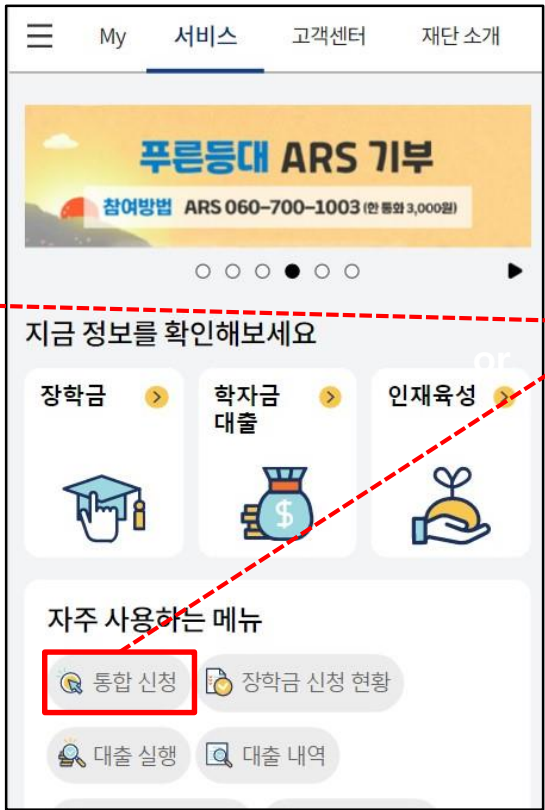 My 서비스 고객센터 재단 소개
푸른등대 ARS 기부
참여방법 ARS 060-700-1003 (한 통화 3,000원)
지금 정보를 확인해보세요
or
장학금 학자금 대출 인재육성
자주 사용하는 메뉴
통합 신청 장학금 신청 현황
대출 실행 대출 내역